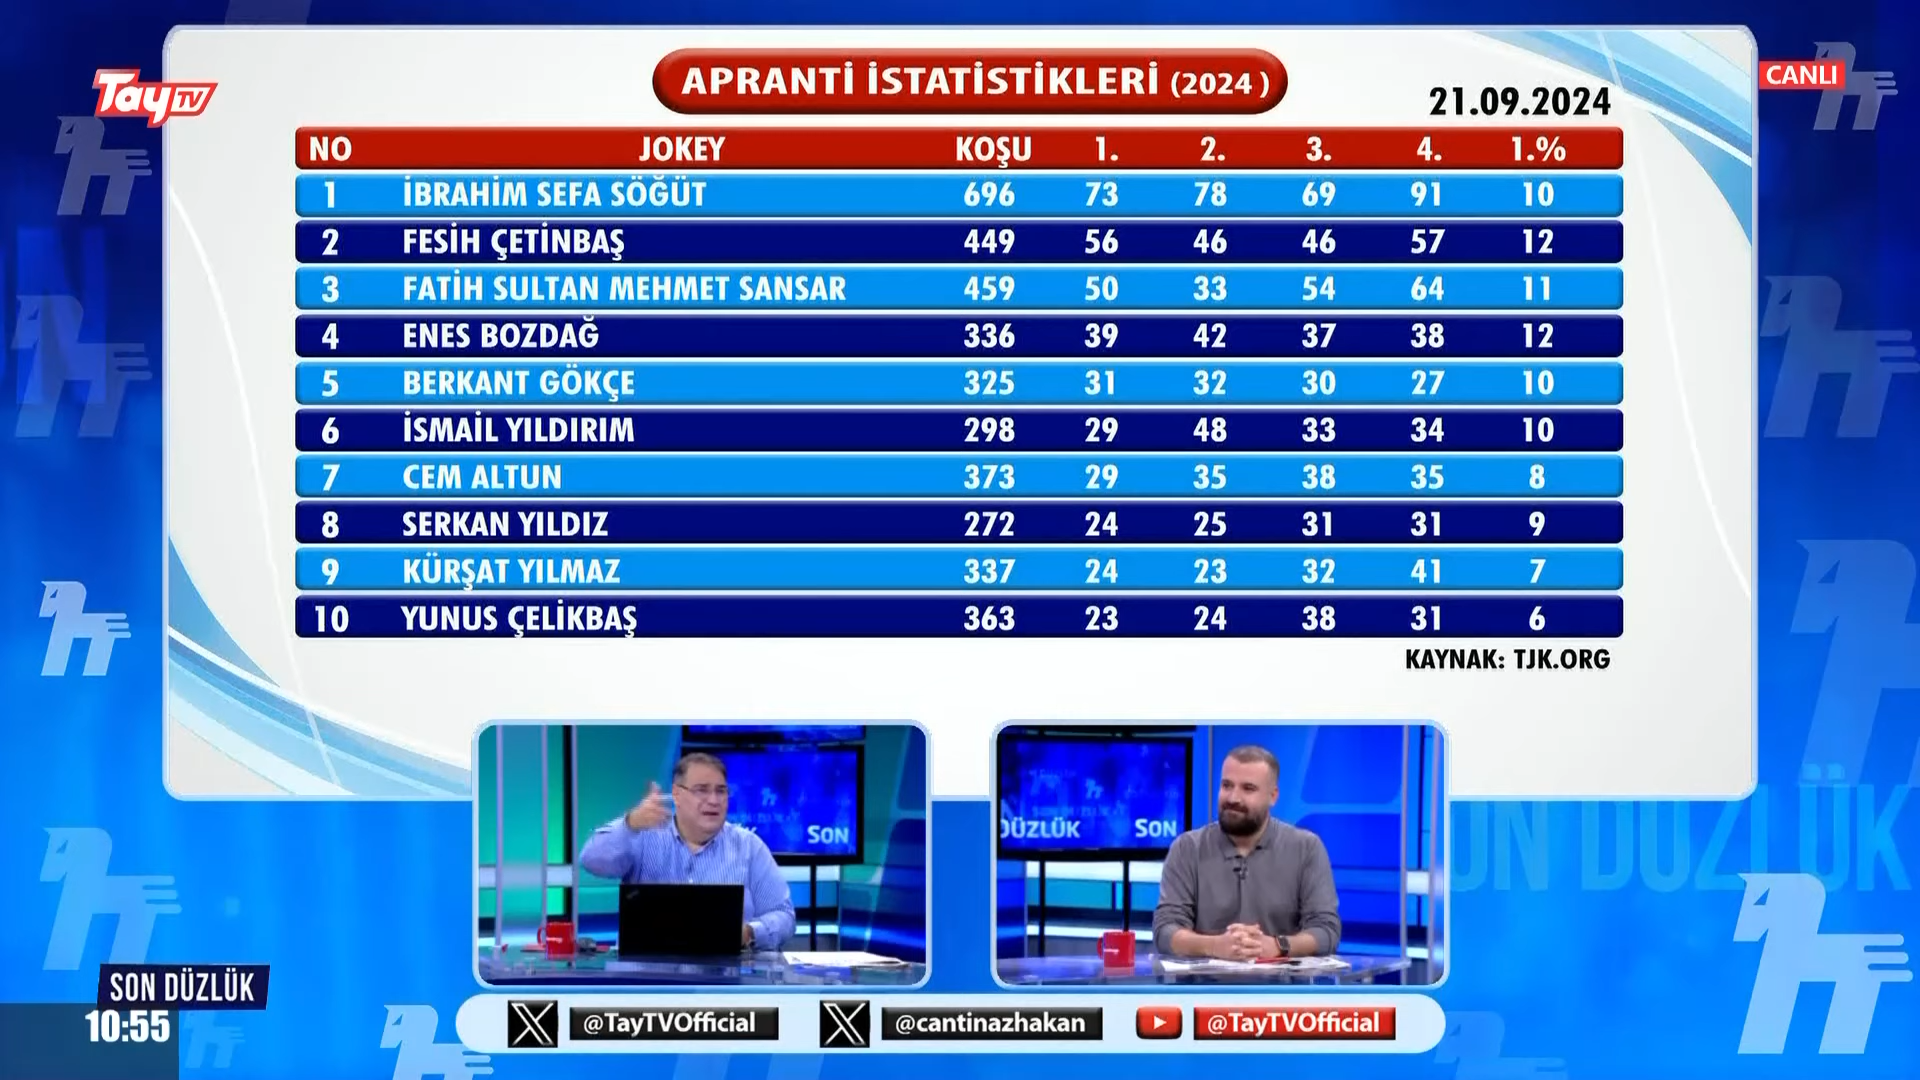 APRANTİ İSTATİSTİKLERİ (2024 )
Tay TV
CANLI
21.09.2024
NO JOKEY KOŞU 1. 2. 3. 4. 1.%
1 İBRAHİM SEFA SÖĞÜT 696 73 78 69 91 10
2 FESİH ÇETİNBAŞ 449 56 46 46 57 12
3 FATİH SULTAN MEHMET SANSAR 459 50 33 54 64 11
4 ENES BOZDAĞ 336 39 42 37 38 12
5 BERKANT GÖKÇE 325 31 32 30 27 10
6 İSMAİL YILDIRIM 298 29 48 33 34 10
7 CEM ALTUN 373 29 35 38 35 8
8 SERKAN YILDIZ 272 24 25 31 31 9
9 KÜRŞAT YILMAZ 337 24 23 32 41 7
10 YUNUS ÇELİKBAŞ 363 23 24 38 31 6
KAYNAK: TJK.ORG
SON
DÜZLÜK SON
SON DÜZLÜK
SON DÜZLÜK
10:55
@TayTVOfficial
@cantinazhakan
@TayTVOfficial